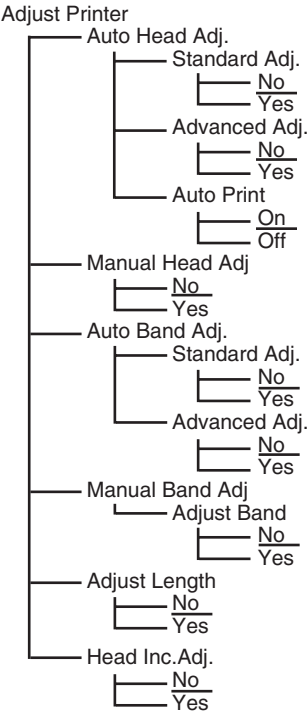 Adjust Printer
Auto Head Adj.
Standard Adj.
No
Yes
Advanced Adj.
No
Yes
Auto Print
On
Off
Manual Head Adj
No
Yes
Auto Band Adj.
Standard Adj.
No
Yes
Advanced Adj.
No
Yes
Manual Band Adj
Adjust Band
No
Yes
Adjust Length
No
Yes
Head Inc.Adj.
No
Yes